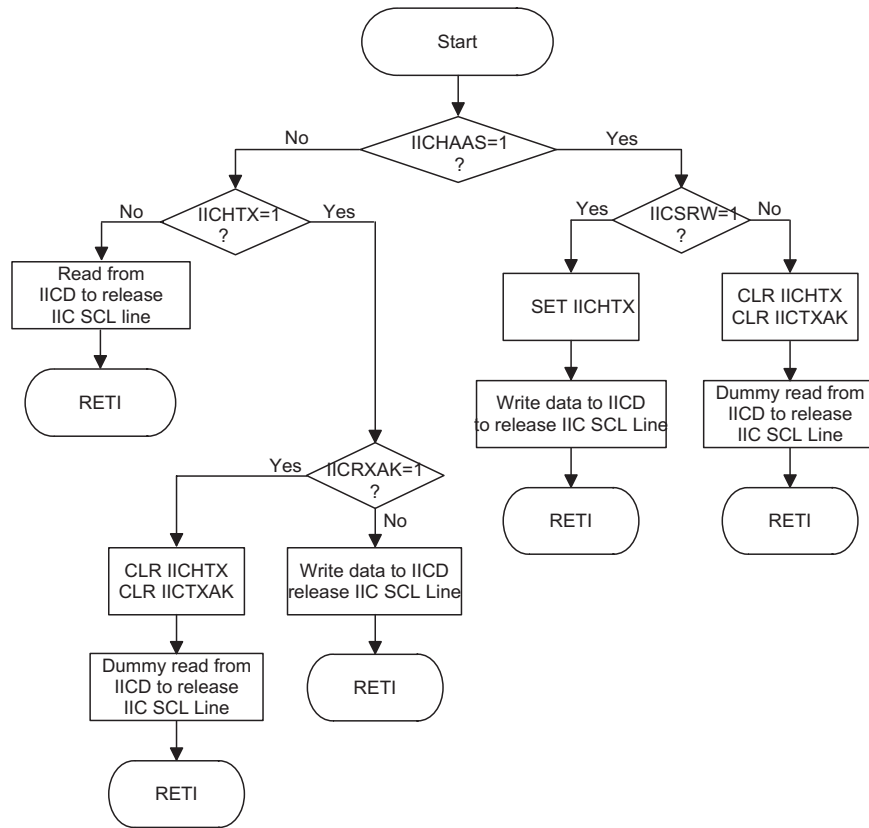 Start
IICHAAS=1
?
No
Yes
IICHTX=1
?
No
Yes
IICSRW=1
?
Yes
No
Read from
IICD to release
IIC SCL line
RETI
SET IICHTX
Write data to IICD
to release IIC SCL Line
RETI
CLR IICHTX
CLR IICTXAK
Dummy read from
IICD to release
IIC SCL Line
RETI
IICRXAK=1
?
Yes
No
CLR IICHTX
CLR IICTXAK
Dummy read from
IICD to release
IIC SCL Line
RETI
Write data to IICD
release IIC SCL Line
RETI